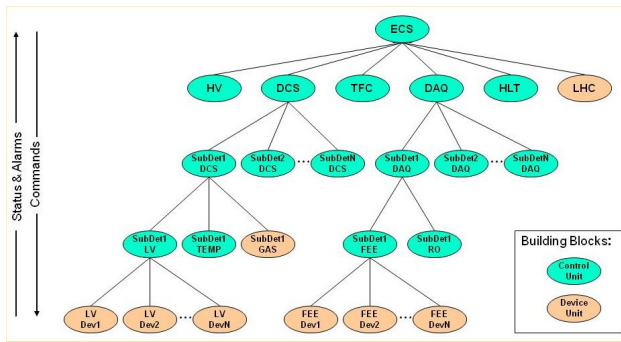 ECS
HV DCS TFC DAQ HLT LHC
Status & Alarms
Commands
SubDet1 DCS
SubDet2 DCS
...
SubDetN DCS
SubDet1 DAQ
SubDet2 DAQ
...
SubDetN DAQ
SubDet1 LV
SubDet1 TEMP
SubDet1 GAS
SubDet1 FEE
SubDet1 RO
LV Dev1
LV Dev2
...
LV DevN
FEE Dev1
FEE Dev2
...
FEE DevN
Building Blocks:
Control Unit
Device Unit